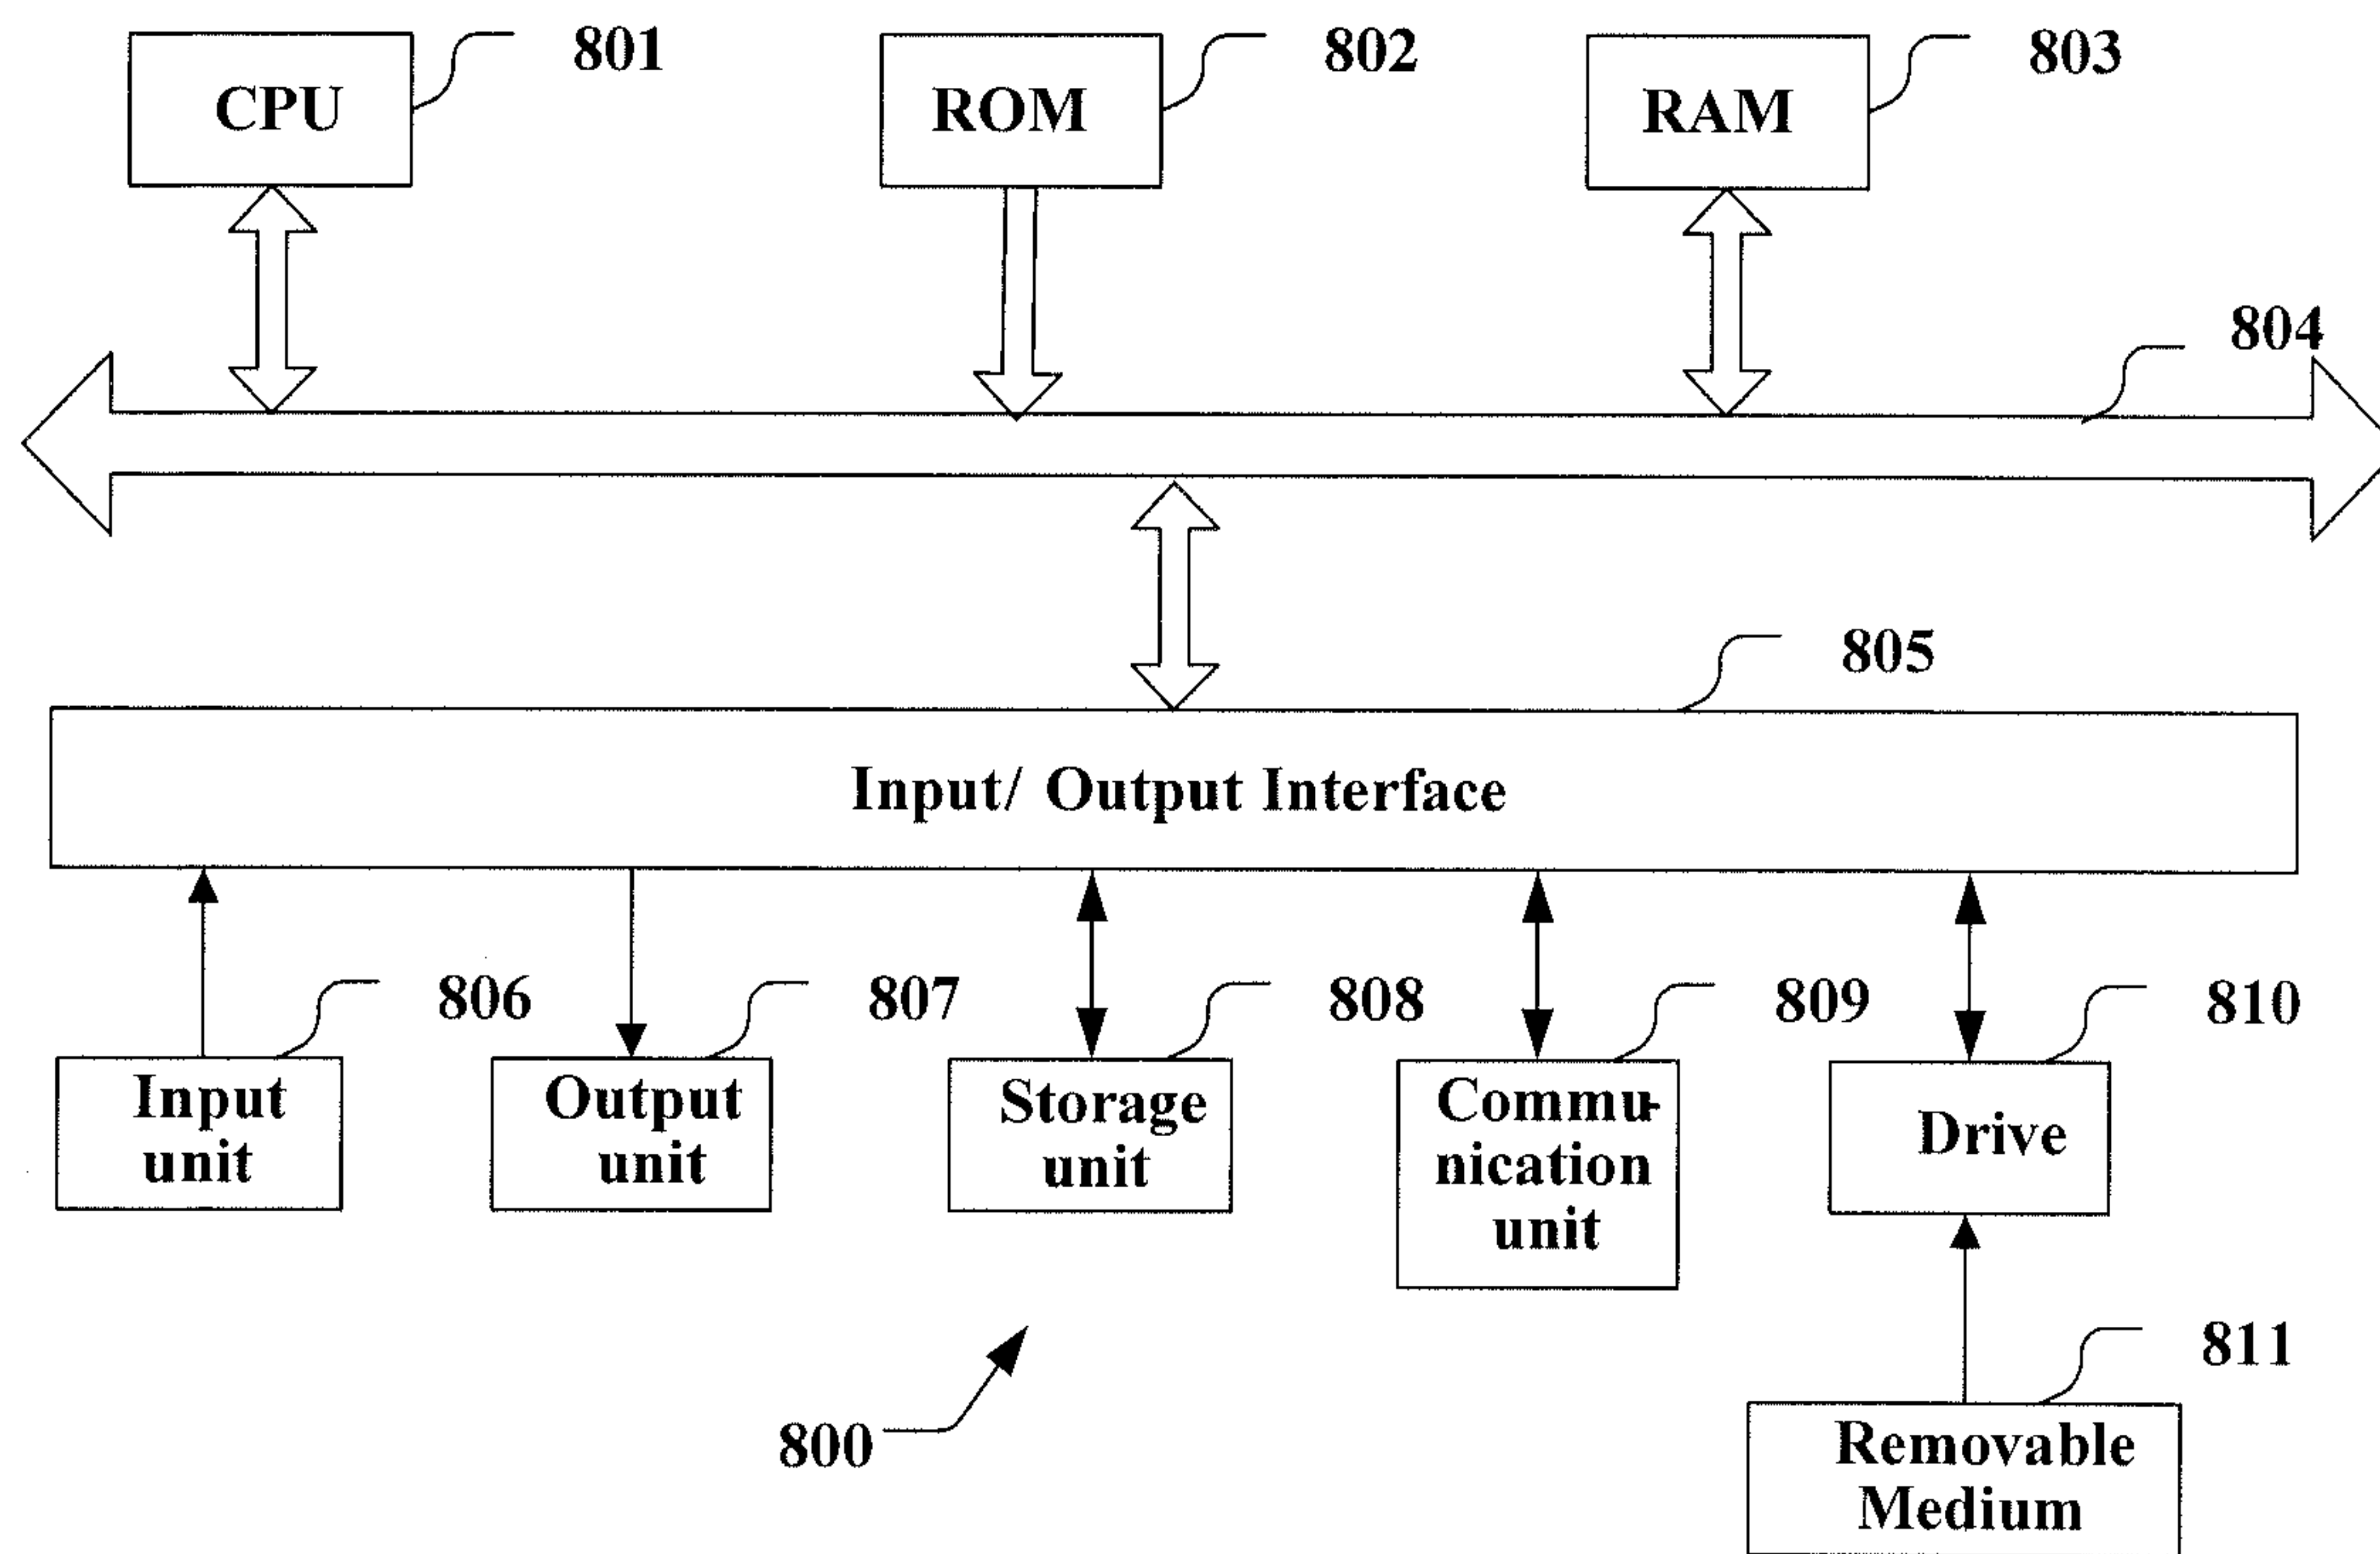 801
802
803
CPU
ROM
RAM
804
805
Input/ Output Interface
806
807
808
809
810
Input
unit
Output
unit
Storage
unit
Commu-
nication
unit
Drive
811
800
Removable
Medium